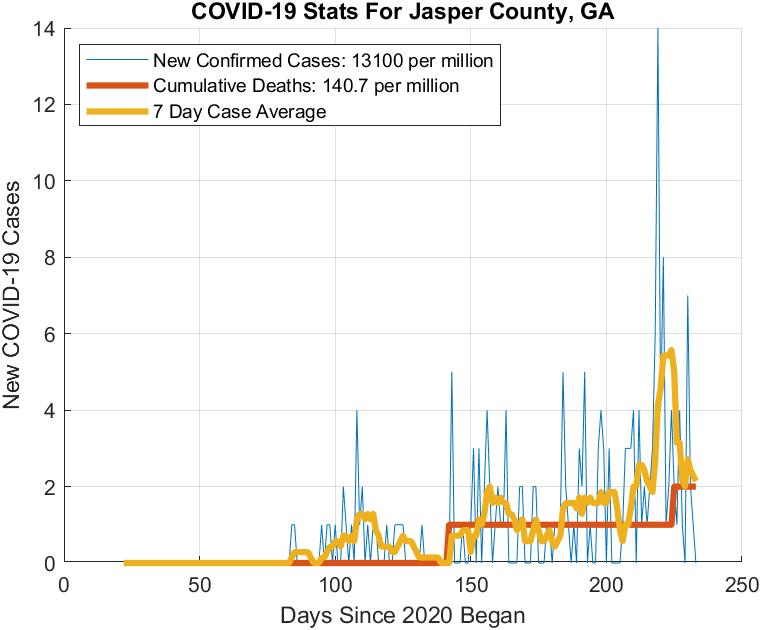 COVID-19 Stats For Jasper County, GA
New Confirmed Cases: 13100 per million
Cumulative Deaths: 140.7 per million
7 Day Case Average
New COVID-19 Cases
14
12
10
8
6
4
2
0
0 50 100 150 200 250
Days Since 2020 Began